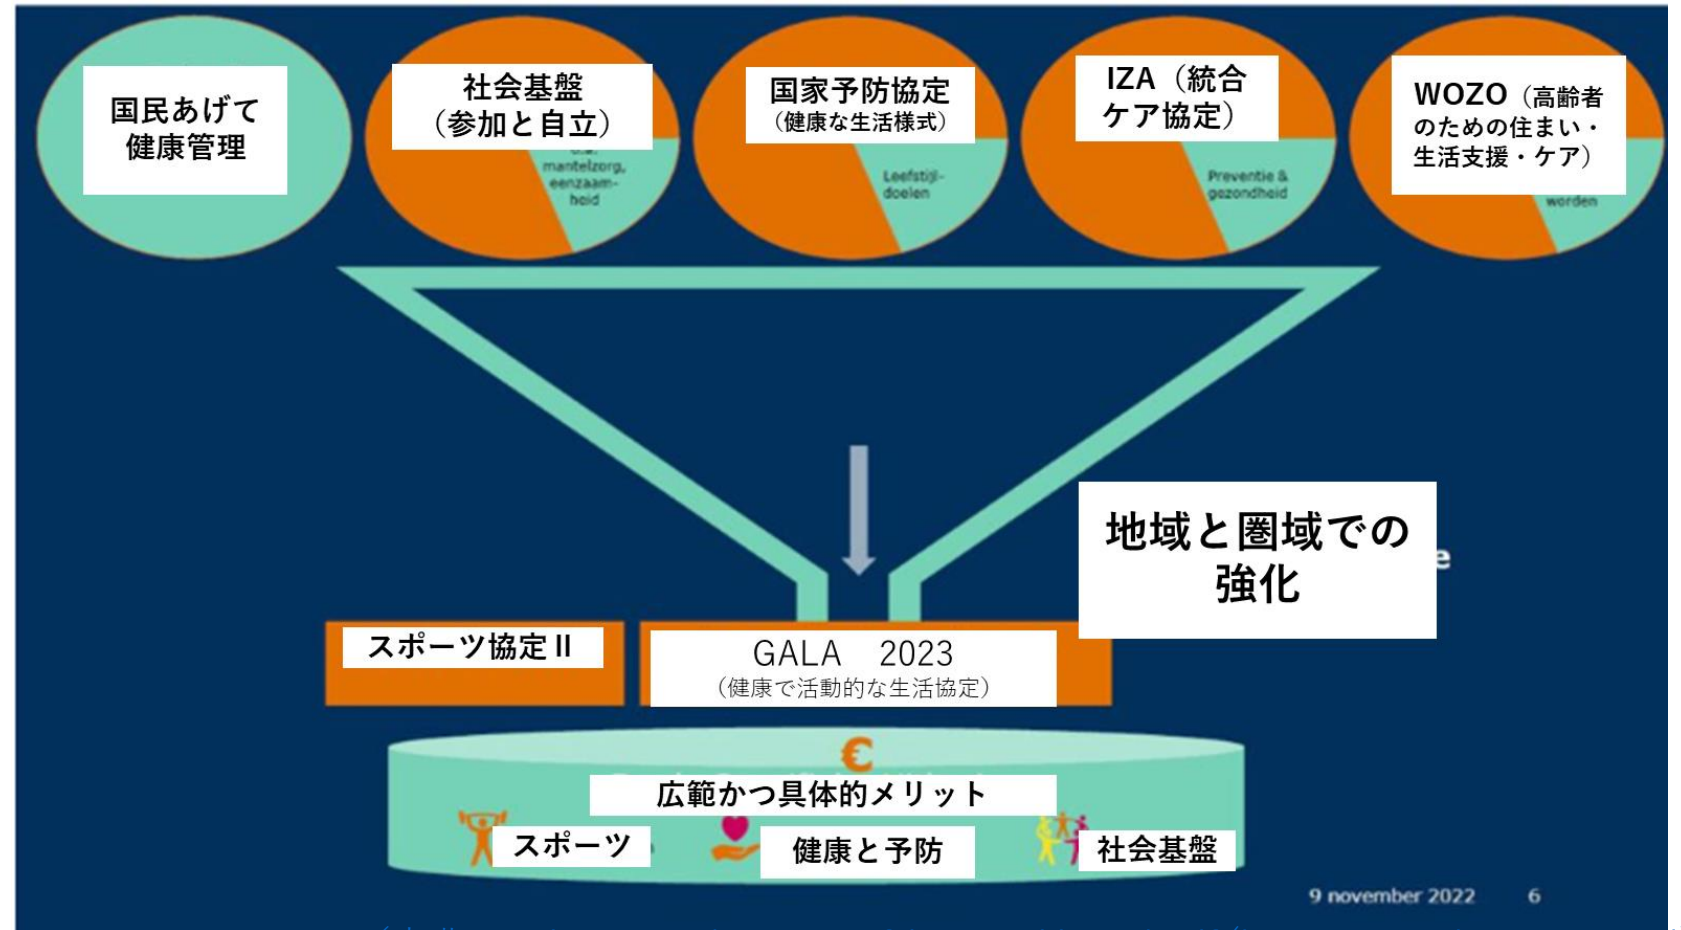 国民あげて
健康管理
社会基盤
（参加と自立）
mantelzorg,
eenzaam-
heid
国家予防協定
（健康な生活様式）
Leefstijl-
doelen
IZA（統合
ケア協定）
Preventie &
gezondheid
WOZO（高齢者
のための住まい・
生活支援・ケア）
worden
地域と圏域での
強化
e
スポーツ協定Ⅱ
GALA　2023
（健康で活動的な生活協定）
€
広範かつ具体的メリット
スポーツ
健康と予防
社会基盤
9 november 2022
6